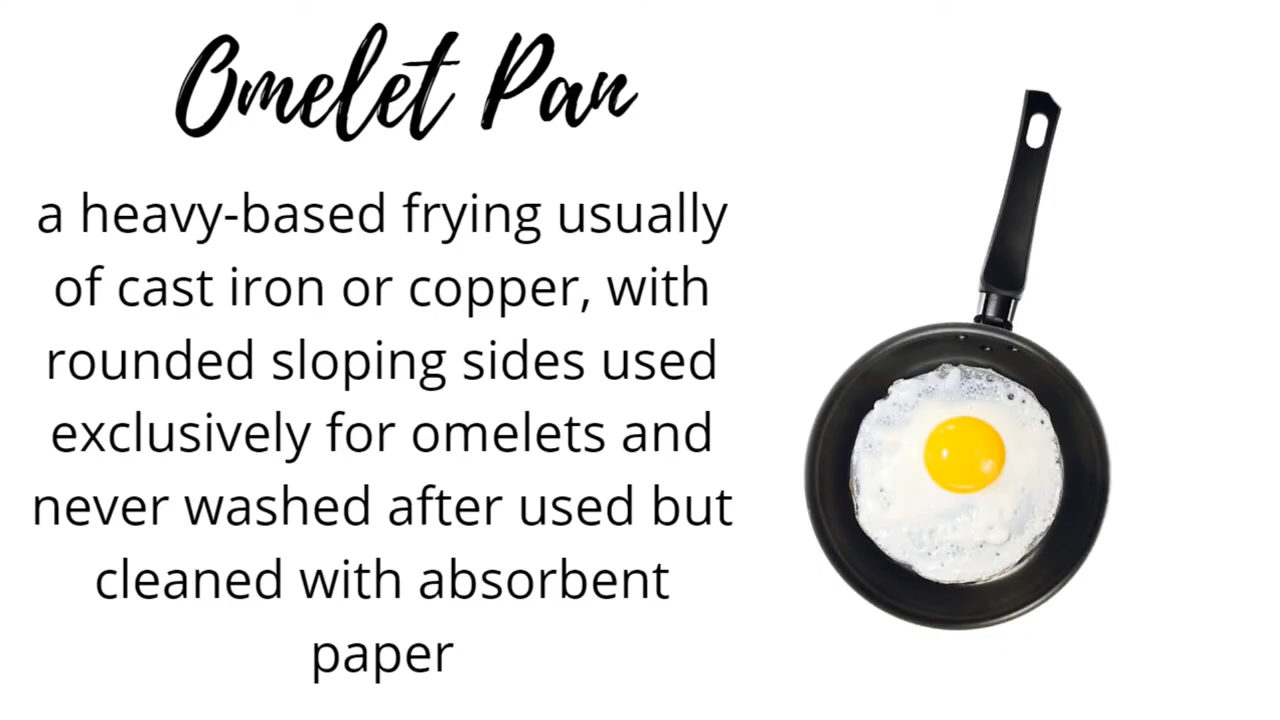 Omelet Pan
a heavy-based frying usually
of cast iron or copper, with
rounded sloping sides used
exclusively for omelets and
never washed after used but
cleaned with absorbent
paper